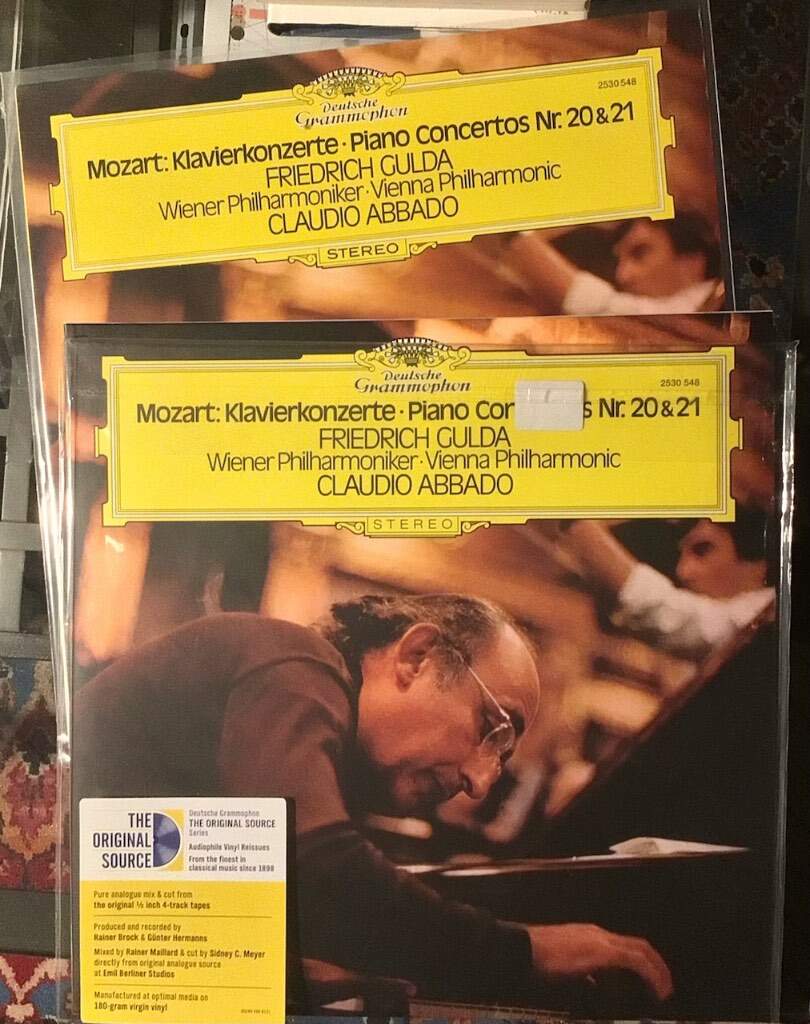 Deutsche
Grammophon
2530 548
Mozart: Klavierkonzerte · Piano Concertos Nr. 20 & 21
FRIEDRICH GULDA
Wiener Philharmoniker · Vienna Philharmonic
CLAUDIO ABBADO
STEREO
Deutsche
Grammophon
2530 548
Mozart: Klavierkonzerte · Piano Con s Nr. 20 & 21
FRIEDRICH GULDA
Wiener Philharmoniker · Vienna Philharmonic
CLAUDIO ABBADO
STEREO
THE
ORIGINAL
SOURCE
Deutsche Grammophon
THE ORIGINAL SOURCE
Series
Audiophile Vinyl Reissues
From the finest in
classical music since 1898
Pure analogue mix & cut from
the original ½ inch 4-track tapes
Produced and recorded by
Rainer Brock & Günter Hermanns
Mixed by Rainer Maillard & cut by Sidney C. Meyer
directly from original analogue source
at Emil Berliner Studios
Manufactured at optimal media on
180-gram virgin vinyl